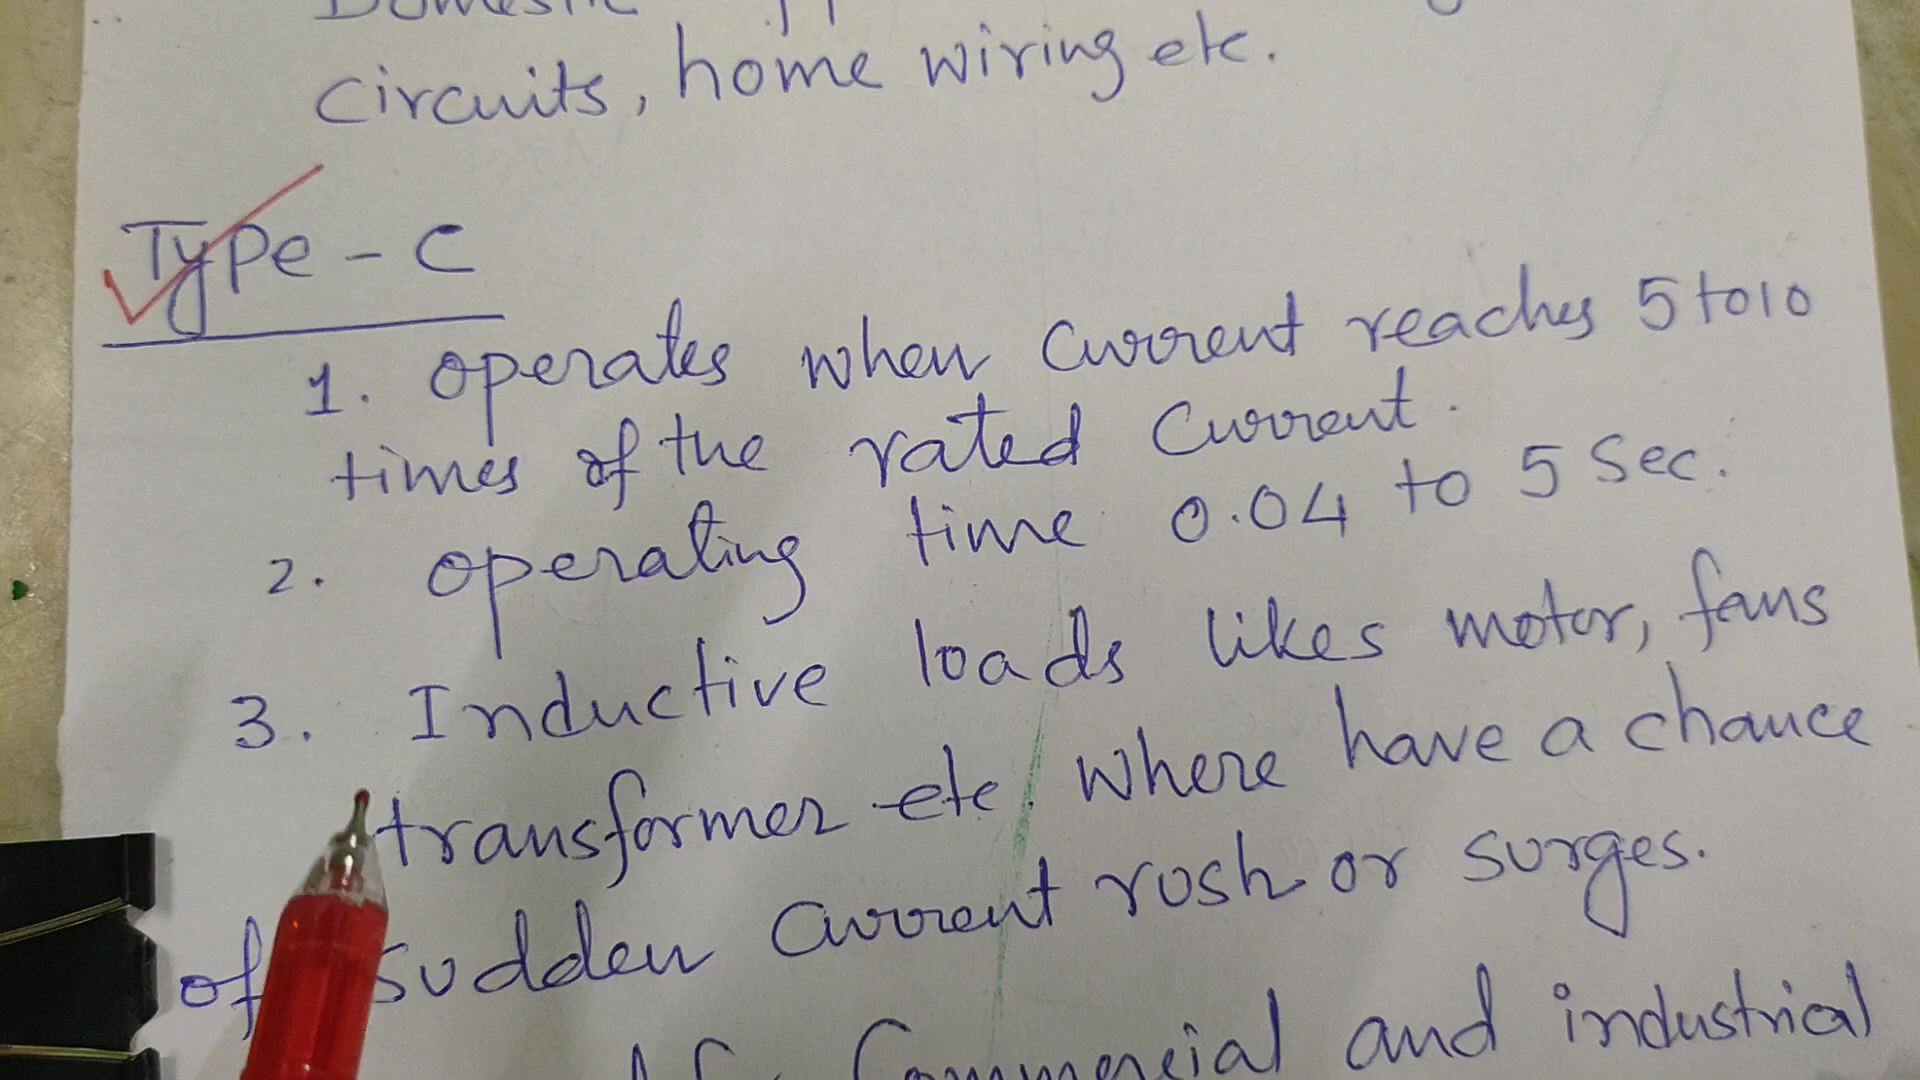 Domestic
circuits, home wiring etc.
Type - C
1. operates when current reaches 5 to 10
times of the rated current.
2. operating time 0.04 to 5 Sec.
3. Inductive loads likes motor, fans
transformer etc. where have a chance
of sudden current rush or surges.
Commercial and industrial